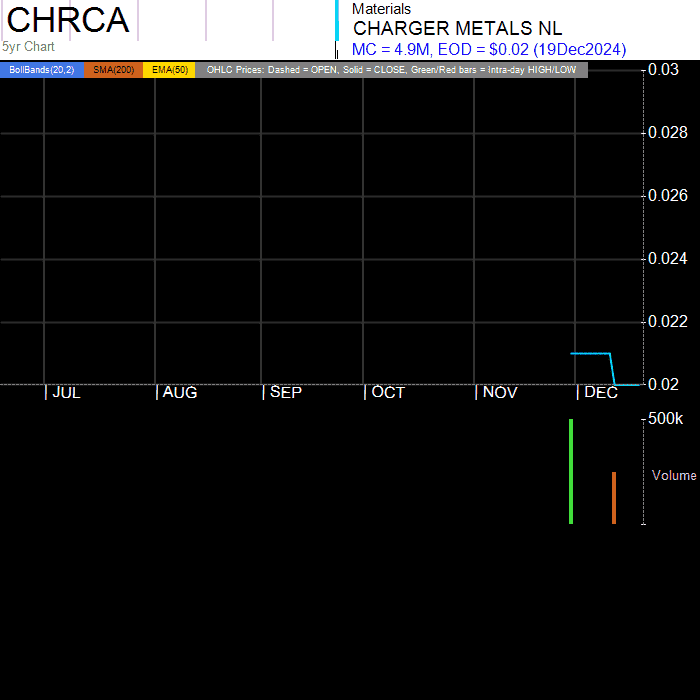 CHRCA
5yr Chart
Materials
CHARGER METALS NL
MC = 4.9M, EOD = $0.02 (19Dec2024)
BollBands(20,2) SMA(200) EMA(50) OHLC Prices: Dashed = OPEN, Solid = CLOSE, Green/Red bars = Intra-day HIGH/LOW
0.03
0.028
0.026
0.024
0.022
0.02
| JUL | AUG | SEP | OCT | NOV | DEC
500k
Volume